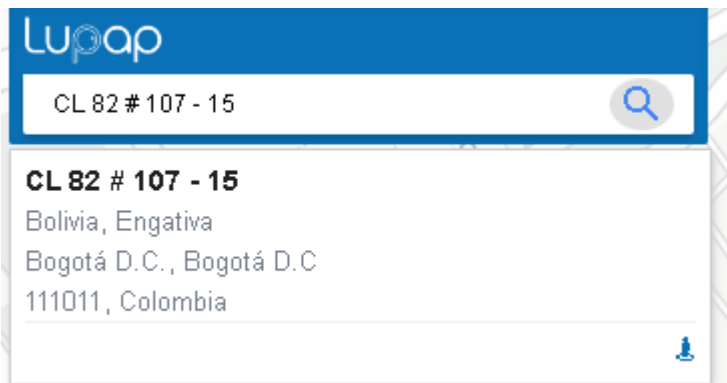 Lupap
CL 82 # 107 - 15
CL 82 # 107 - 15
Bolivia, Engativa
Bogotá D.C., Bogotá D.C
111011, Colombia